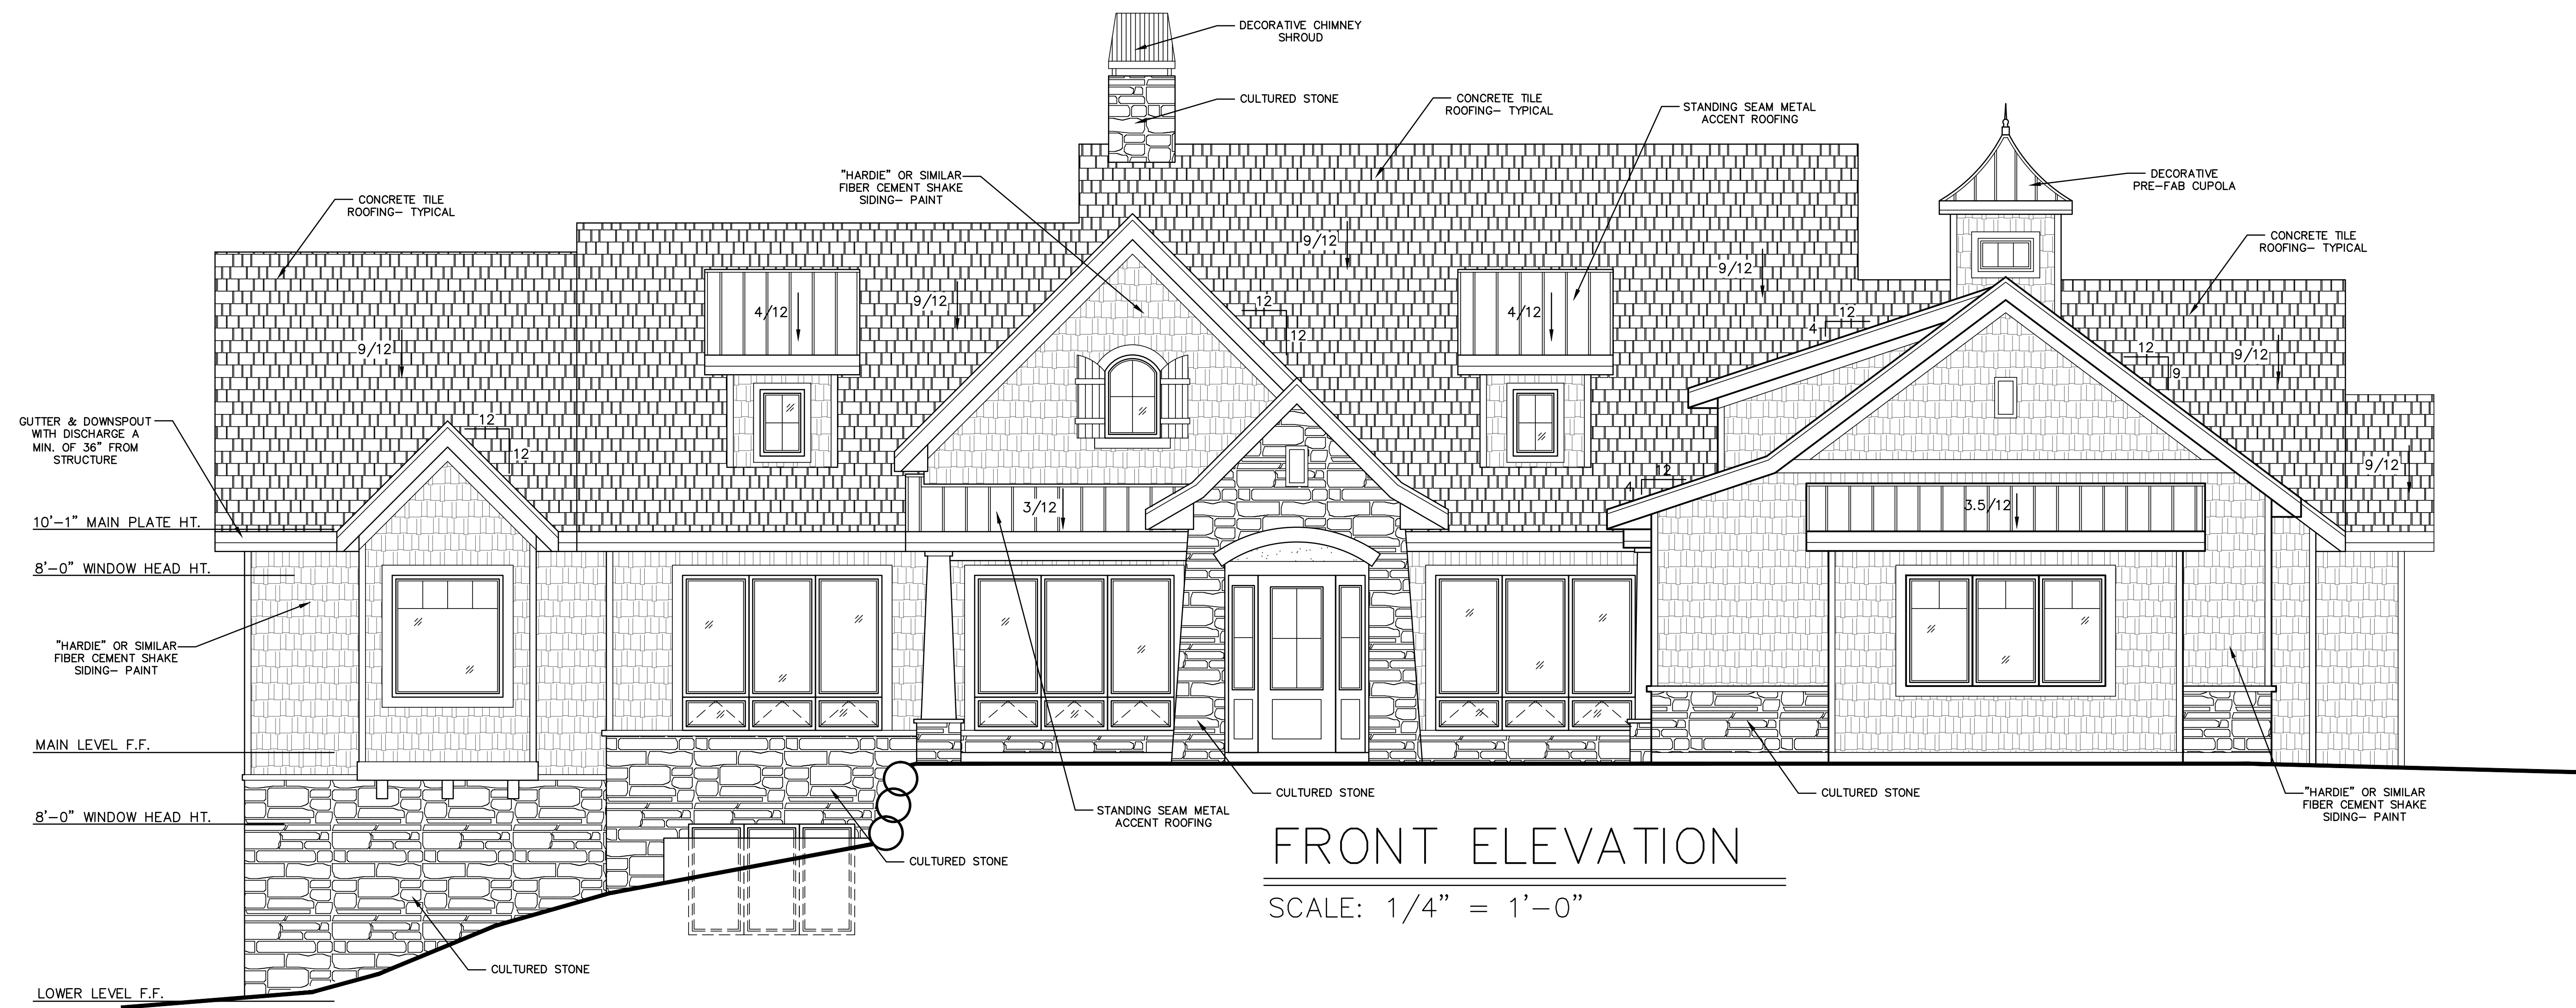 DECORATIVE CHIMNEY
SHROUD
CULTURED STONE
CONCRETE TILE
ROOFING– TYPICAL
STANDING SEAM METAL
ACCENT ROOFING
"HARDIE" OR SIMILAR
FIBER CEMENT SHAKE
SIDING– PAINT
DECORATIVE
PRE–FAB CUPOLA
CONCRETE TILE
ROOFING– TYPICAL
CONCRETE TILE
ROOFING– TYPICAL
9/12
9/12
9/12
9/12
9/12
9/12
4/12
4/12
12
12
12
4
12
9
12
12
12
4
3/12
3.5/12
GUTTER & DOWNSPOUT
WITH DISCHARGE A
MIN. OF 36" FROM
STRUCTURE
10'–1" MAIN PLATE HT.
8'–0" WINDOW HEAD HT.
"HARDIE" OR SIMILAR
FIBER CEMENT SHAKE
SIDING– PAINT
MAIN LEVEL F.F.
8'–0" WINDOW HEAD HT.
LOWER LEVEL F.F.
CULTURED STONE
CULTURED STONE
STANDING SEAM METAL
ACCENT ROOFING
CULTURED STONE
CULTURED STONE
"HARDIE" OR SIMILAR
FIBER CEMENT SHAKE
SIDING– PAINT
FRONT ELEVATION
SCALE: 1/4" = 1'–0"